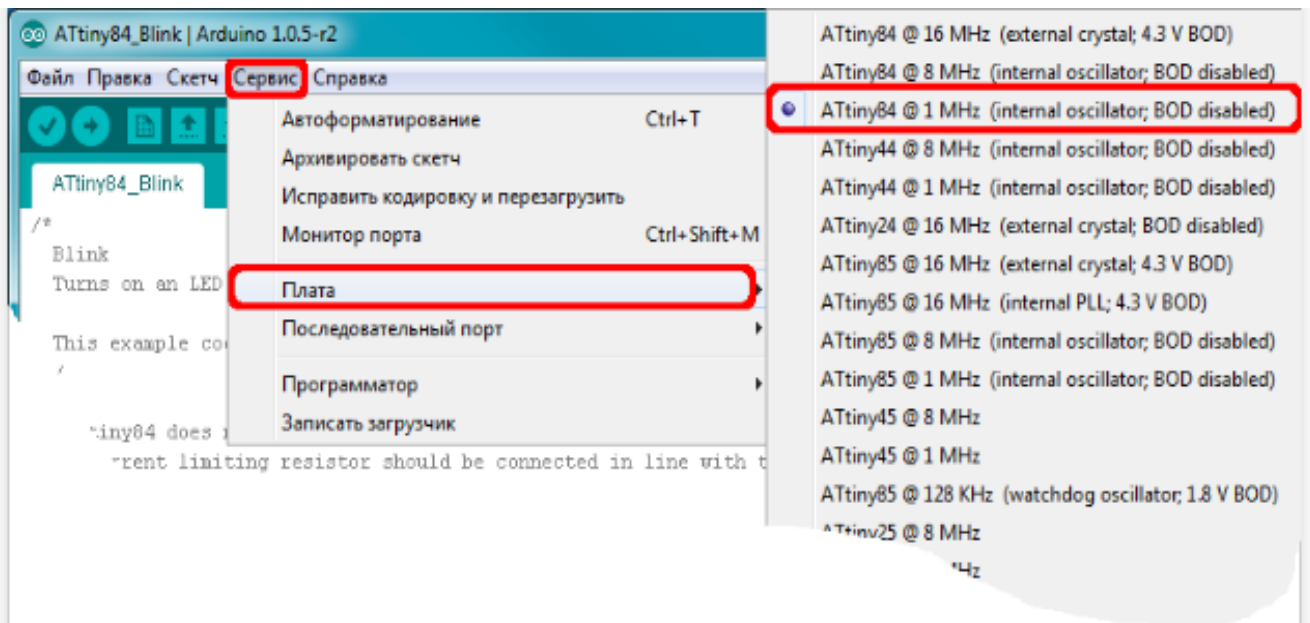 ATtiny84_Blink | Arduino 1.0.5-r2
Файл Правка Скетч Сервис Справка
ATtiny84_Blink
/*
Blink
Turns on an LED
This example
does
limiting resistor should be connected in line with
Автоформатирование Ctrl+T
Архивировать скетч
Исправить кодировку и перезагрузить
Монитор порта Ctrl+Shift+M
Плата
Последовательный порт
Программатор
Записать загрузчик
ATtiny84 @ 16 MHz (external crystal; 4.3 V BOD)
ATtiny84 @ 8 MHz (internal oscillator; BOD disabled)
ATtiny84 @ 1 MHz (internal oscillator; BOD disabled)
ATtiny44 @ 8 MHz (internal oscillator; BOD disabled)
ATtiny44 @ 1 MHz (internal oscillator; BOD disabled)
ATtiny24 @ 16 MHz (external crystal; BOD disabled)
ATtiny85 @ 16 MHz (external crystal; 4.3 V BOD)
ATtiny85 @ 16 MHz (internal PLL; 4.3 V BOD)
ATtiny85 @ 8 MHz (internal oscillator; BOD disabled)
ATtiny85 @ 1 MHz (internal oscillator; BOD disabled)
ATtiny45 @ 8 MHz
ATtiny45 @ 1 MHz
ATtiny85 @ 128 KHz (watchdog oscillator; 1.8 V BOD)
ATtiny25 @ 8 MHz